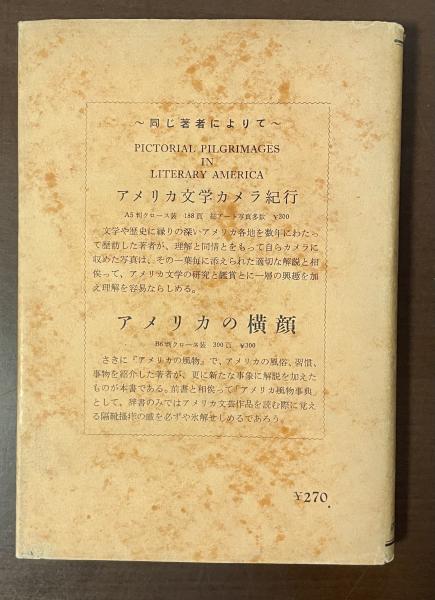 ～同じ著者によりて～
PICTORIAL PILGRIMAGES
IN
LITERARY AMERICA
アメリカ文学カメラ紀行
A5判クロース装 188頁 総アート写真多数 ¥300
文学や歴史に縁りの深いアメリカ各地を数年にわたっ
て歴訪した著者が、理解と同情とをもって自らカメラに
収めた写真は、その一葉毎に添えられた適切な解説と相
俟って、アメリカ文学の研究と鑑賞とに一層の興趣を加
え理解を容易ならしめる。
アメリカの横顔
B6判クロース装 300頁 ¥300
さきに『アメリカの風物』で、アメリカの風俗、習慣、
事物を紹介した著者が、更に新たな事象に解説を加えた
ものが本書である。前書と相俟って「アメリカ風物事典」
として、辞書のみではアメリカ文芸作品を読む際に覚え
る隔靴搔痒の感を必ずや氷解せしめるであろう。
¥270.